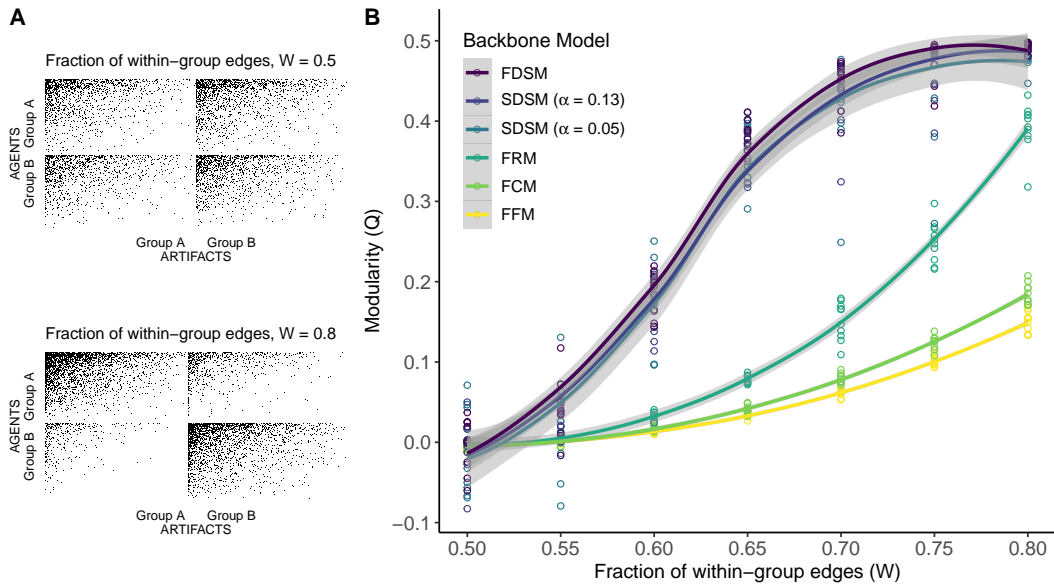 A
Fraction of within−group edges, W = 0.5
AGENTS
Group B Group A
Group A Group B
ARTIFACTS
Fraction of within−group edges, W = 0.8
AGENTS
Group B Group A
Group A Group B
ARTIFACTS
B
Modularity (Q)
0.5
0.4
0.3
0.2
0.1
0.0
−0.1
Backbone Model
FDSM
SDSM (α = 0.13)
SDSM (α = 0.05)
FRM
FCM
FFM
0.50 0.55 0.60 0.65 0.70 0.75 0.80
Fraction of within−group edges (W)